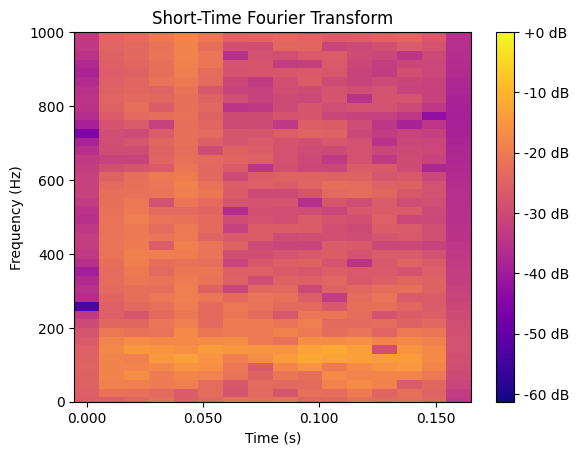 Short-Time Fourier Transform
1000
800
600
400
200
0
Frequency (Hz)
0.000
0.050
0.100
0.150
Time (s)
+0 dB
-10 dB
-20 dB
-30 dB
-40 dB
-50 dB
-60 dB